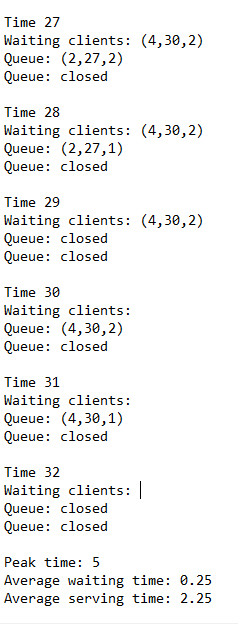 Time 27
Waiting clients: (4,30,2)
Queue: (2,27,2)
Queue: closed
Time 28
Waiting clients: (4,30,2)
Queue: (2,27,1)
Queue: closed
Time 29
Waiting clients: (4,30,2)
Queue: closed
Queue: closed
Time 30
Waiting clients:
Queue: (4,30,2)
Queue: closed
Time 31
Waiting clients:
Queue: (4,30,1)
Queue: closed
Time 32
Waiting clients:
Queue: closed
Queue: closed
Peak time: 5
Average waiting time: 0.25
Average serving time: 2.25